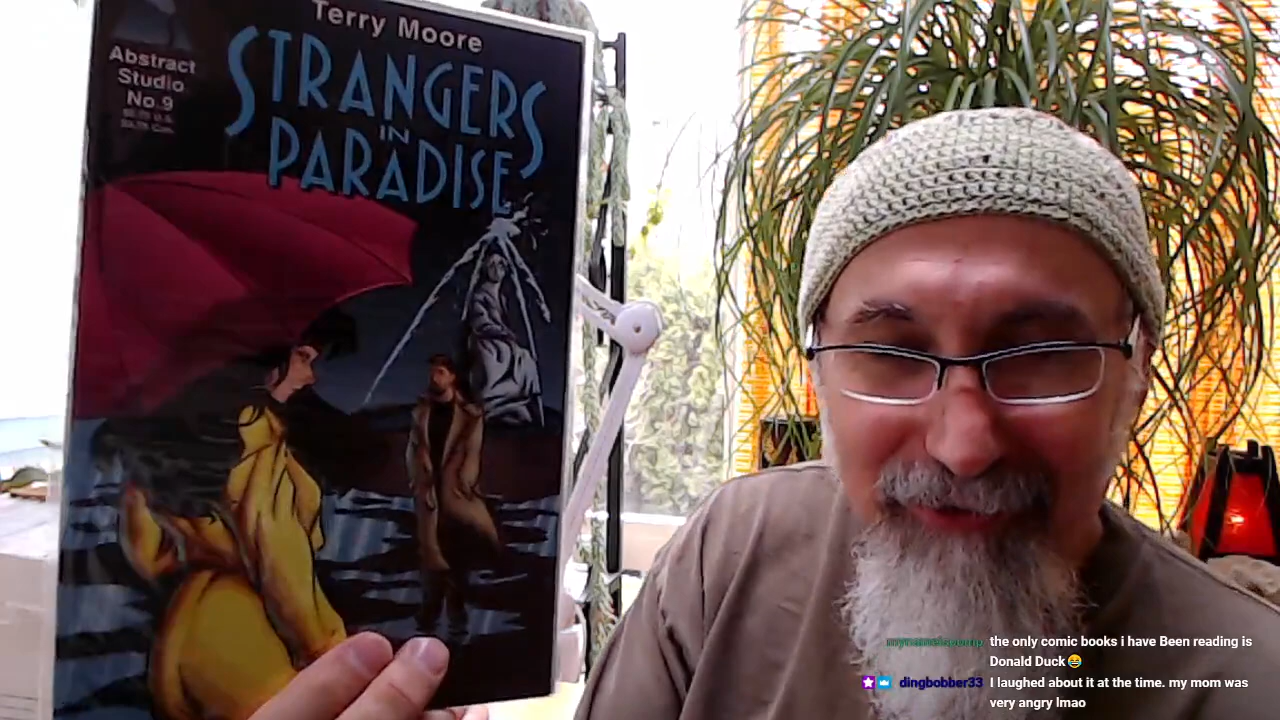 Terry Moore
Abstract
Studio
No.9
STRANGERS
IN
PARADISE
the only comic books i have Been reading is
Donald Duck😂
dingbobber33 I laughed about it at the time. my mom was
very angry lmao